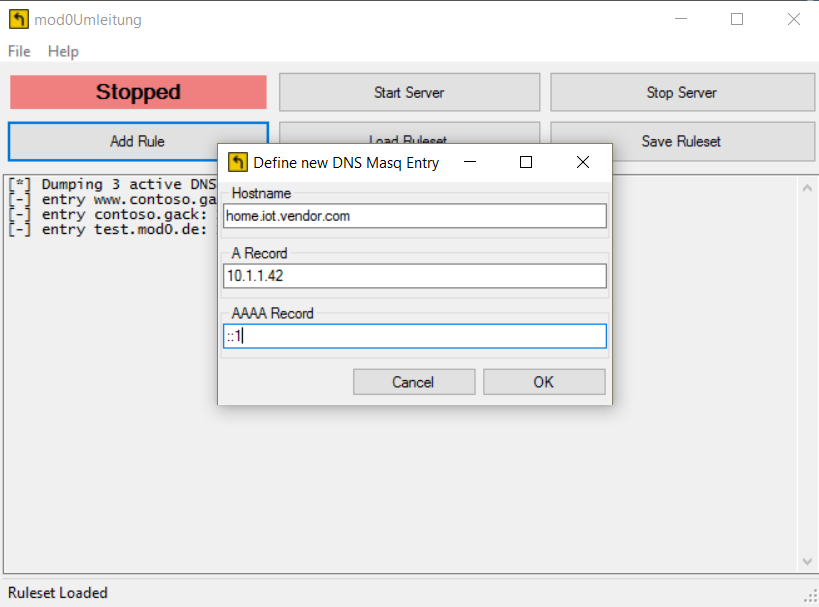 mod0Umleitung
File Help
Stopped
Start Server
Stop Server
Add Rule
Load Ruleset
Save Ruleset
[*] Dumping 3 active DNS
[-] entry www.contoso.ga
[-] entry contoso.gack:
[-] entry test.mod0.de:
Define new DNS Masq Entry
Hostname
home.iot.vendor.com
A Record
10.1.1.42
AAAA Record
::1
Cancel
OK
Ruleset Loaded